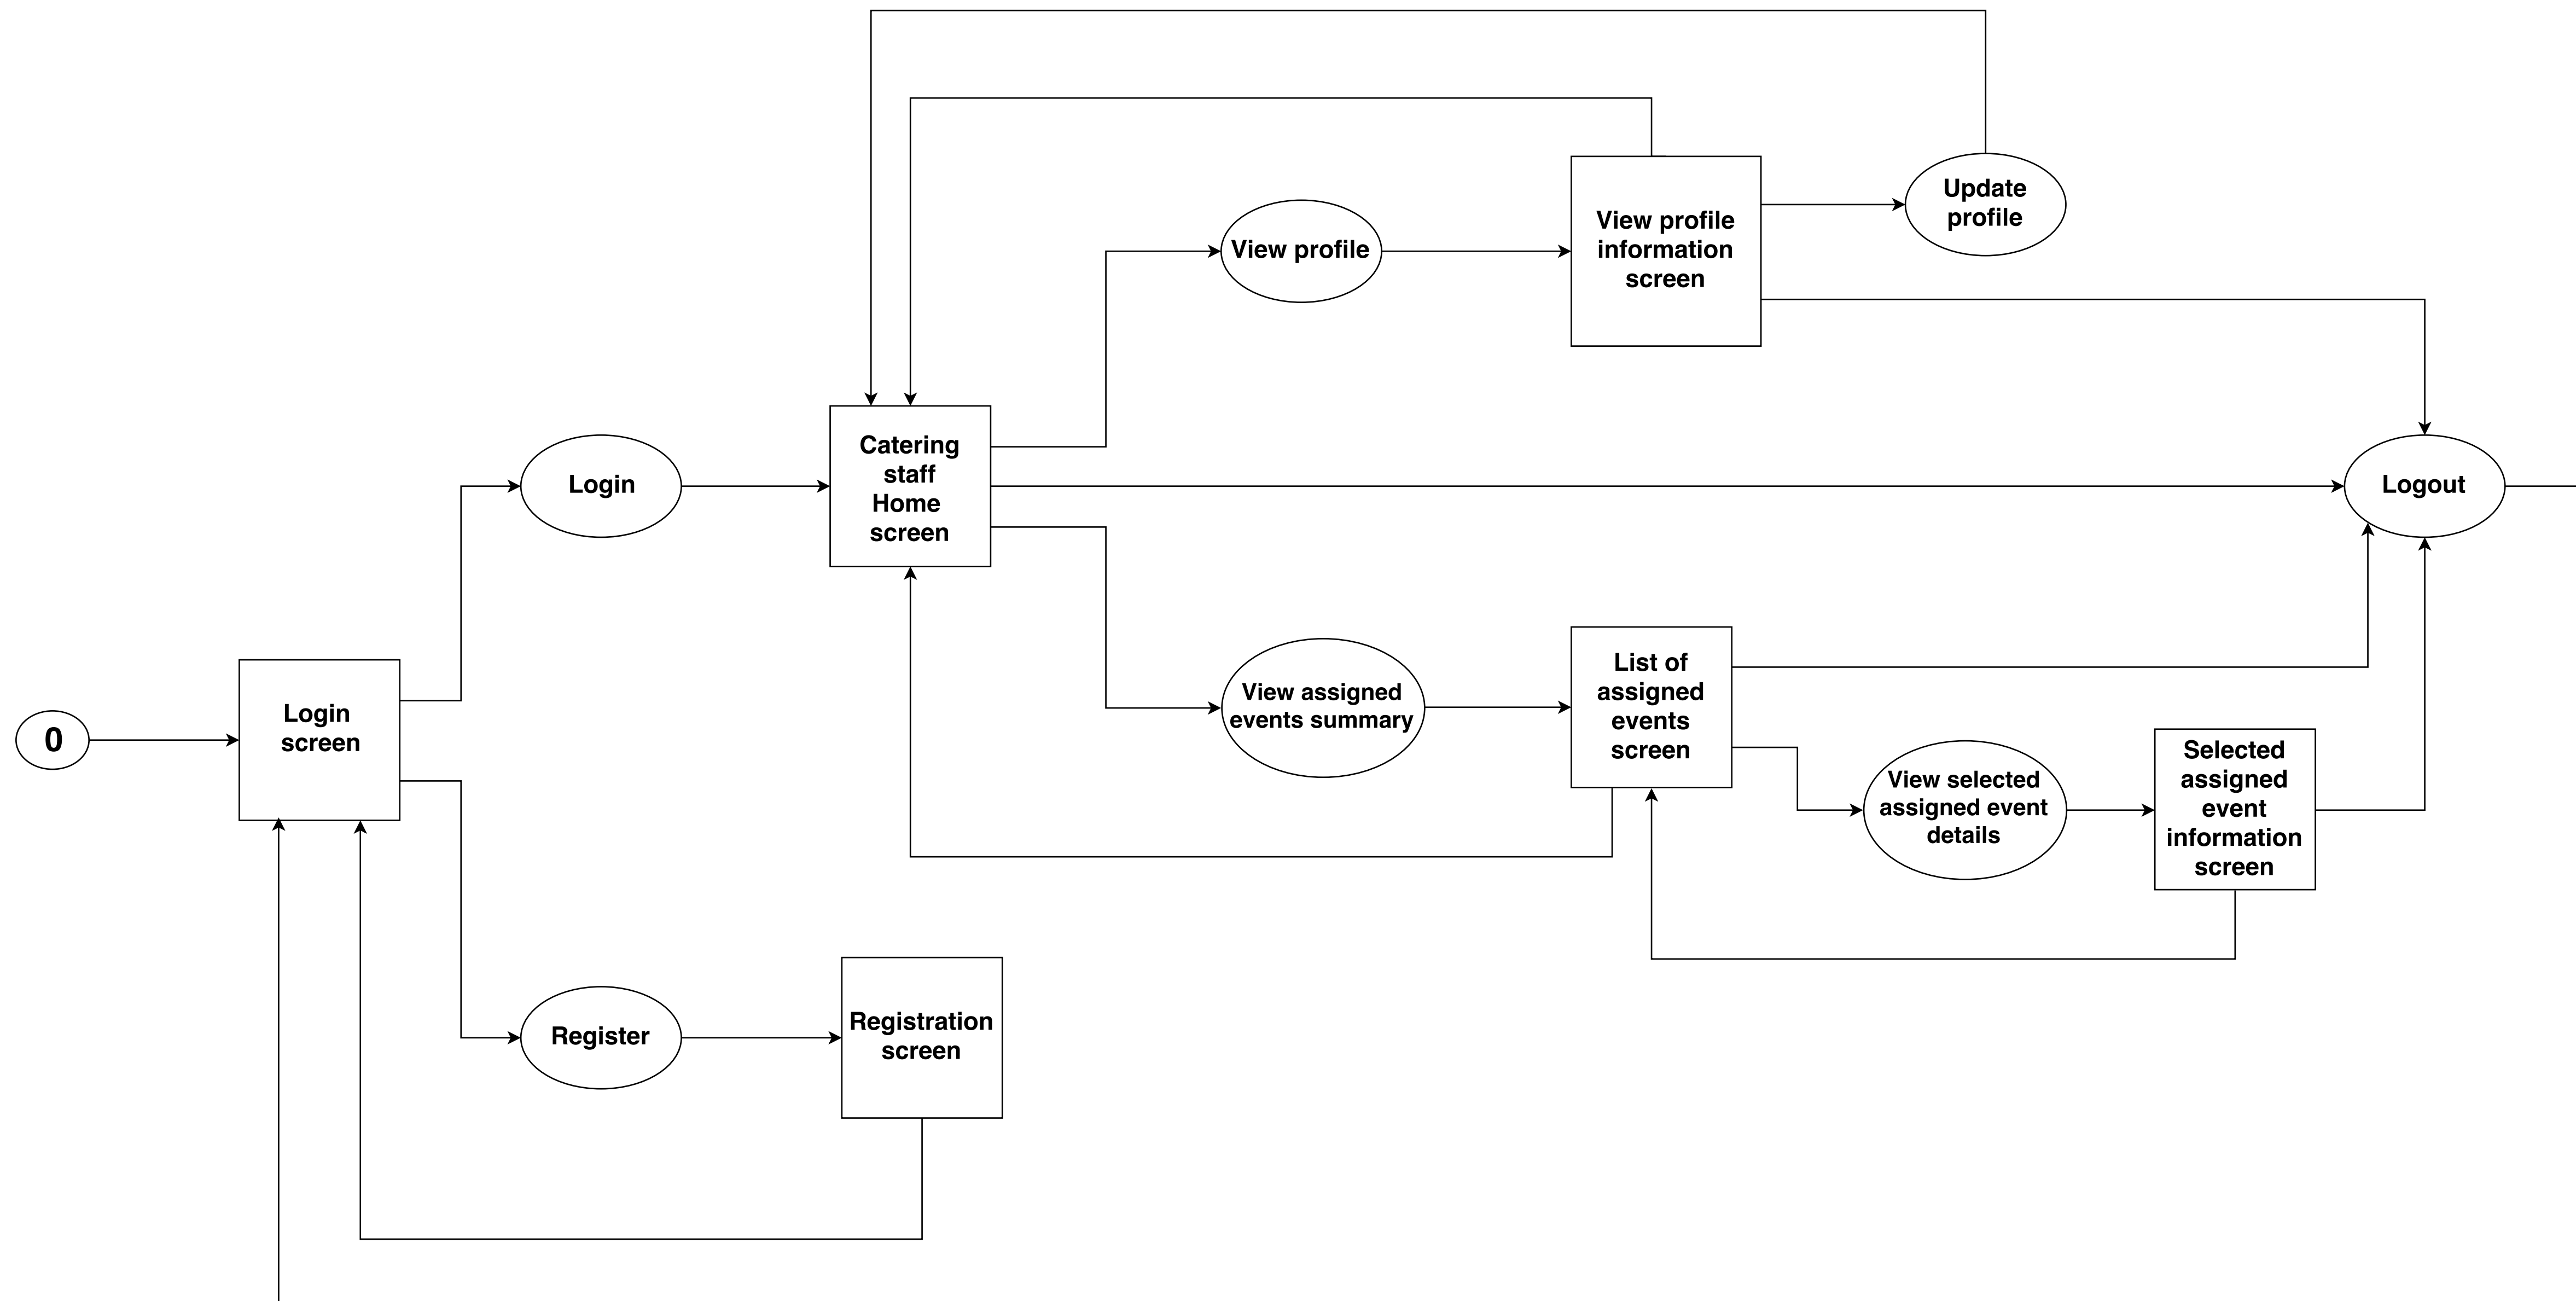 Update
profile
View profile
View profile
information
screen
Catering
staff
Home
screen
Login
Logout
Login
screen
0
View assigned
events summary
List of
assigned
events
screen
View selected
assigned event
details
Selected
assigned
event
information
screen
Register
Registration
screen